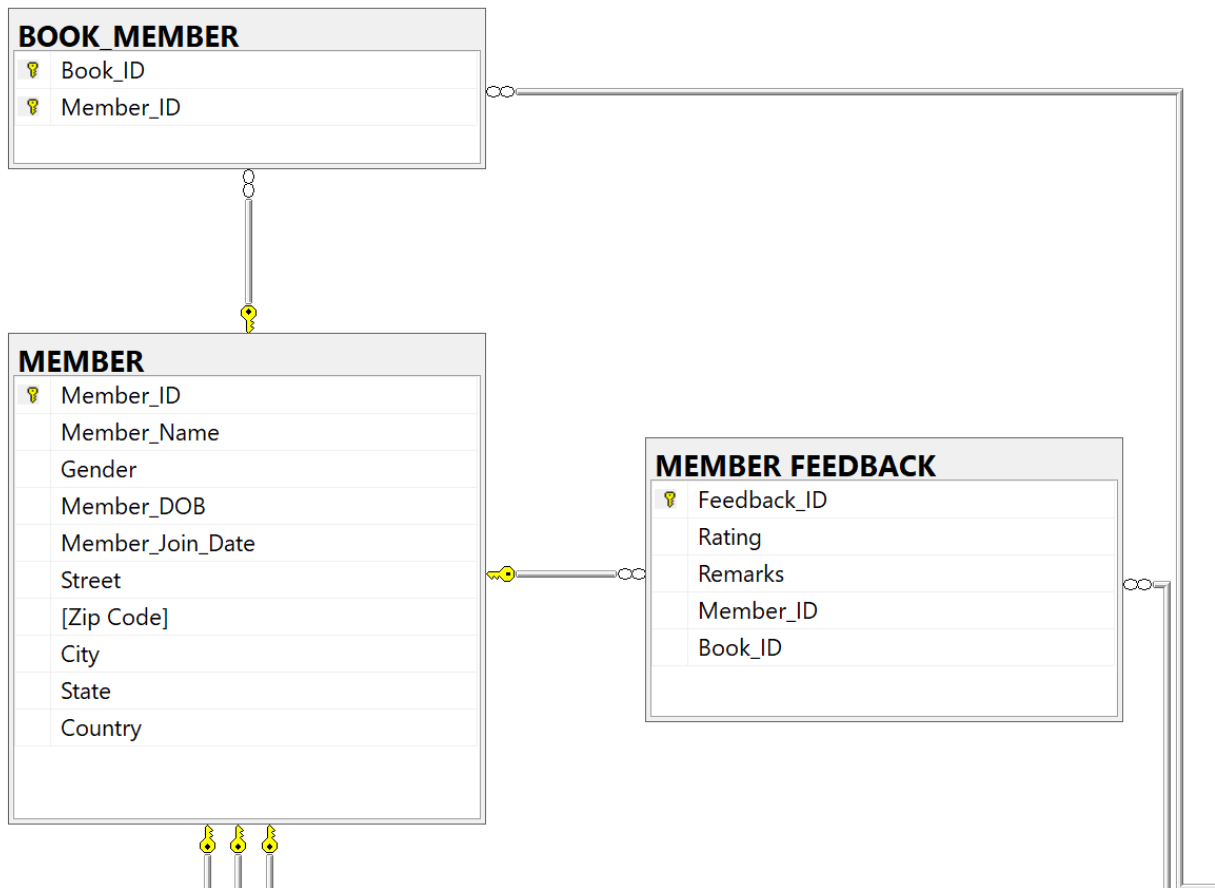 BOOK_MEMBER
Book_ID
Member_ID
MEMBER
Member_ID
Member_Name
Gender
Member_DOB
Member_Join_Date
Street
[Zip Code]
City
State
Country
MEMBER FEEDBACK
Feedback_ID
Rating
Remarks
Member_ID
Book_ID